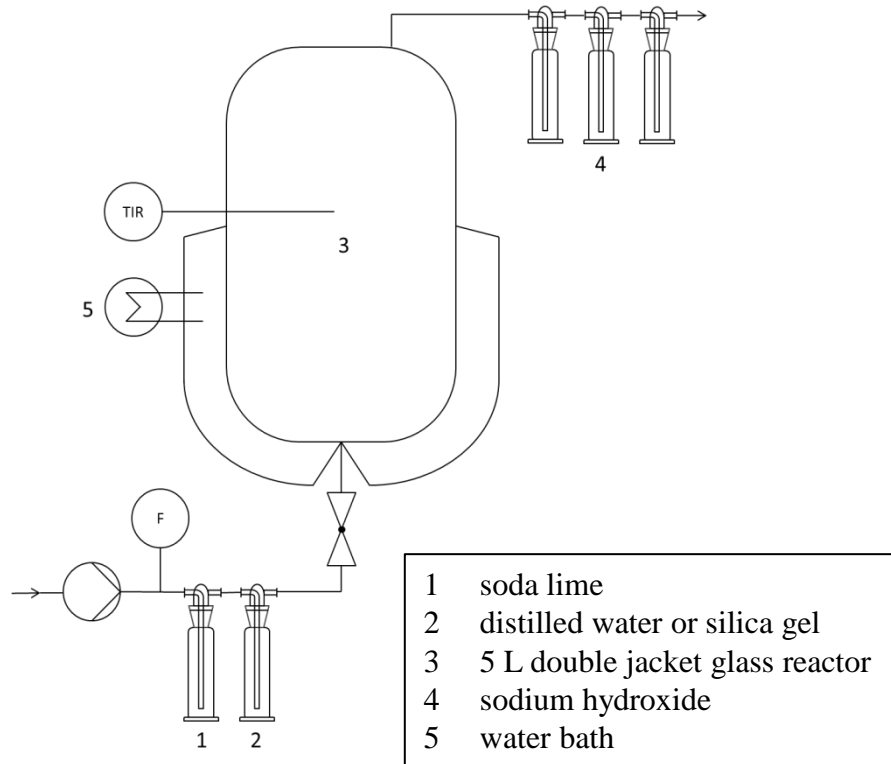 4
TIR
3
5
F
1 2
1 soda lime
2 distilled water or silica gel
3 5 L double jacket glass reactor
4 sodium hydroxide
5 water bath